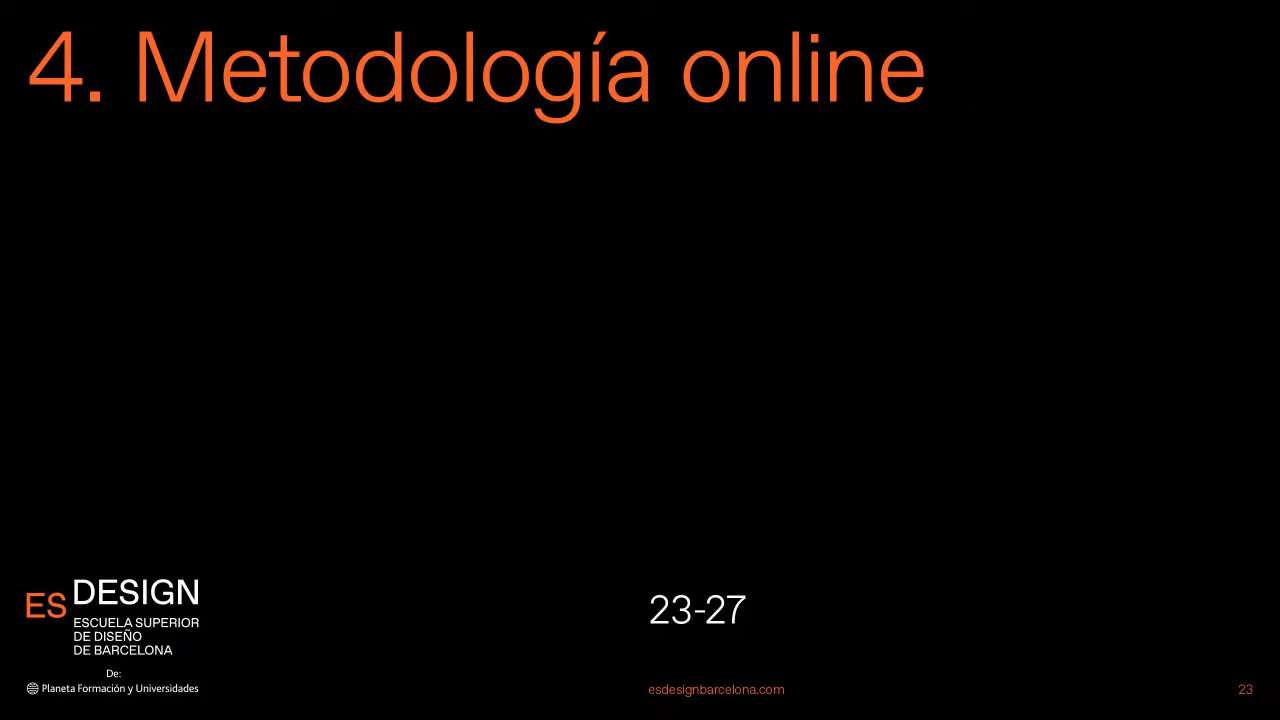 4. Metodología online
ES DESIGN
ESCUELA SUPERIOR
DE DISEÑO
DE BARCELONA
De:
Planeta Formación y Universidades
23-27
esdesignbarcelona.com
23